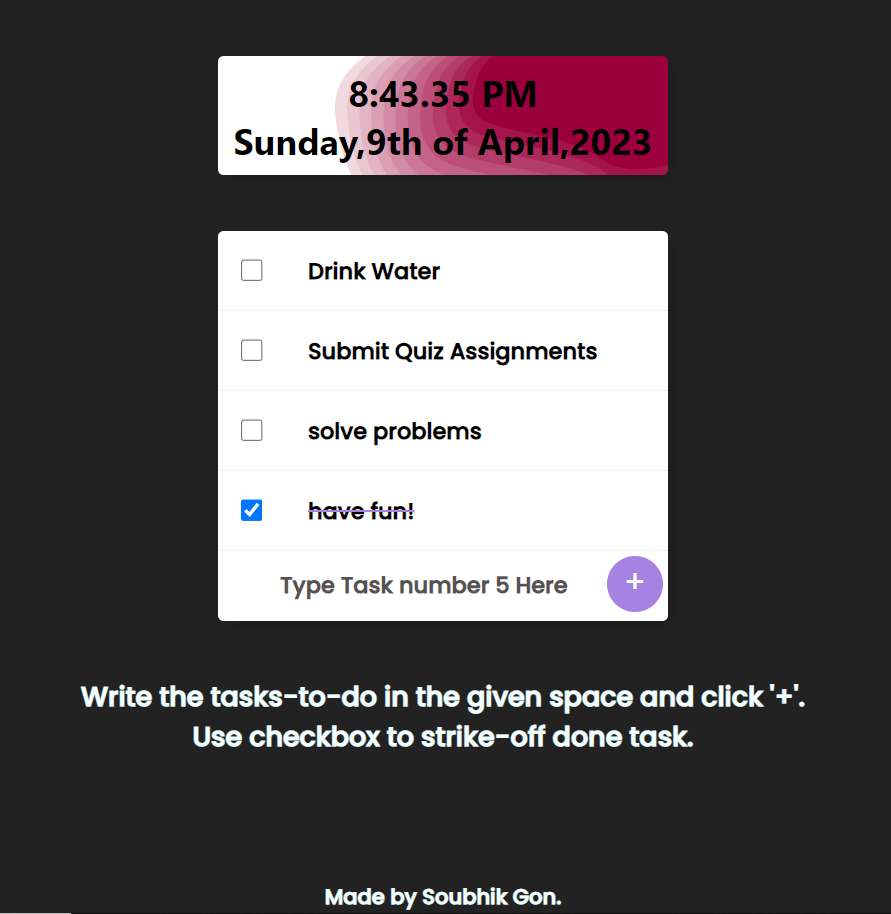 8:43.35 PM
Sunday,9th of April,2023
Drink Water
Submit Quiz Assignments
solve problems
have fun!
Type Task number 5 Here
+
Write the tasks-to-do in the given space and click '+'.
Use checkbox to strike-off done task.
Made by Soubhik Gon.